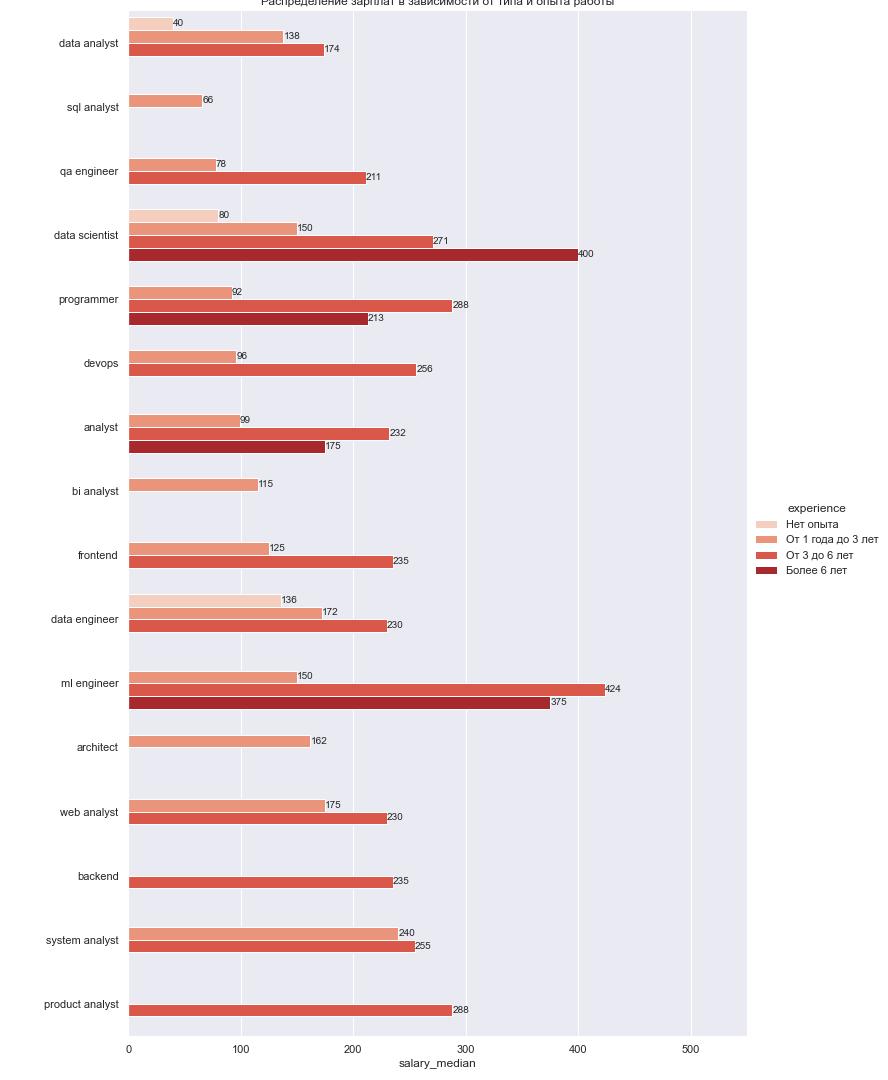 Распределение зарплат в зависимости от типа и опыта работы
40
data analyst
138
174
sql analyst
66
qa engineer
78
211
80
data scientist
150
271
400
programmer
92
288
213
devops
96
256
analyst
99
232
175
bi analyst
115
frontend
125
235
136
data engineer
172
230
ml engineer
150
424
375
architect
162
web analyst
175
230
backend
235
system analyst
240
255
product analyst
288
0 100 200 300 400 500
salary_median
experience
Нет опыта
От 1 года до 3 лет
От 3 до 6 лет
Более 6 лет